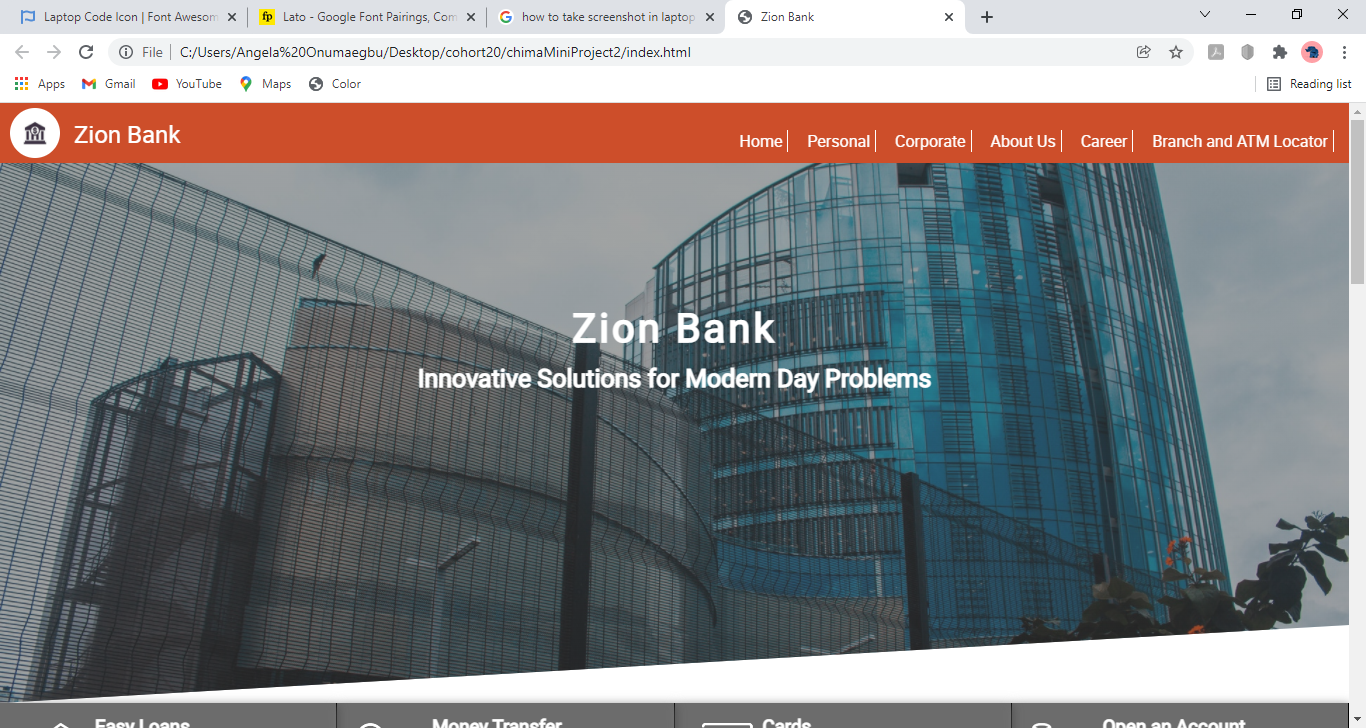 Laptop Code Icon | Font Awesom
Lato - Google Font Pairings, Com
how to take screenshot in laptop
Zion Bank
File
C:/Users/Angela%20Onumaegbu/Desktop/cohort20/chimaMiniProject2/index.html
Apps Gmail YouTube Maps Color Reading list
Zion Bank
Home Personal Corporate About Us Career Branch and ATM Locator
Zion Bank
Innovative Solutions for Modern Day Problems
Easy Loans Money Transfer Cards Open an Account